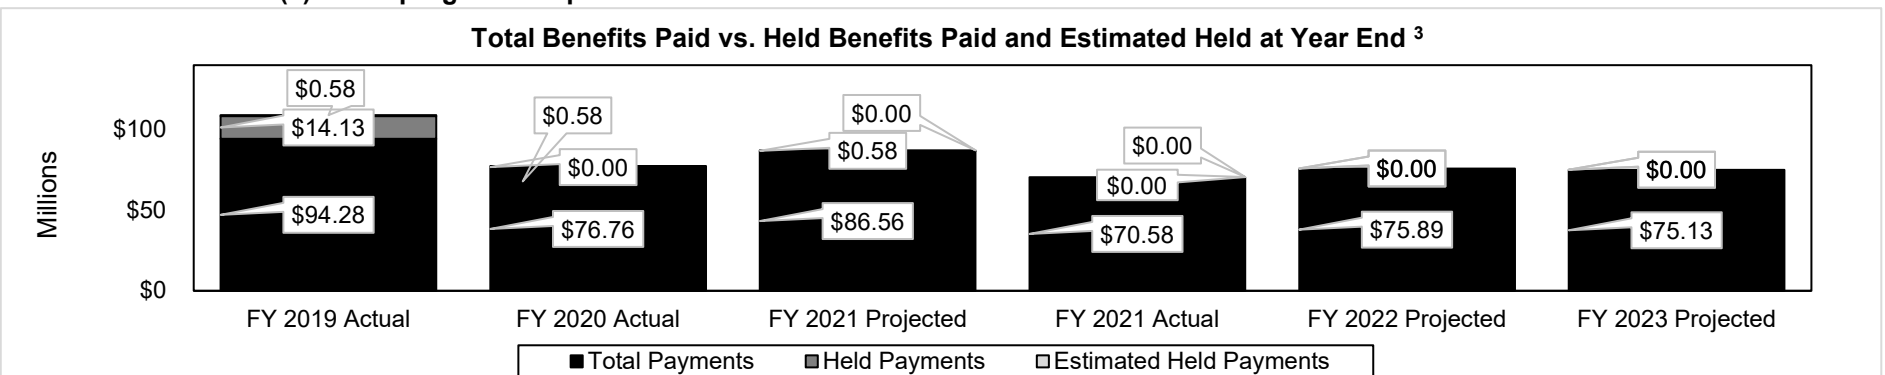 Total Benefits Paid vs. Held Benefits Paid and Estimated Held at Year End 3
Millions
$100
$50
$0
$0.58
$14.13
$94.28
$0.58
$0.00
$76.76
$0.00
$0.58
$86.56
$0.00
$0.00
$70.58
$0.00
$75.89
$0.00
$75.13
FY 2019 Actual
FY 2020 Actual
FY 2021 Projected
FY 2021 Actual
FY 2022 Projected
FY 2023 Projected
Total Payments
Held Payments
Estimated Held Payments